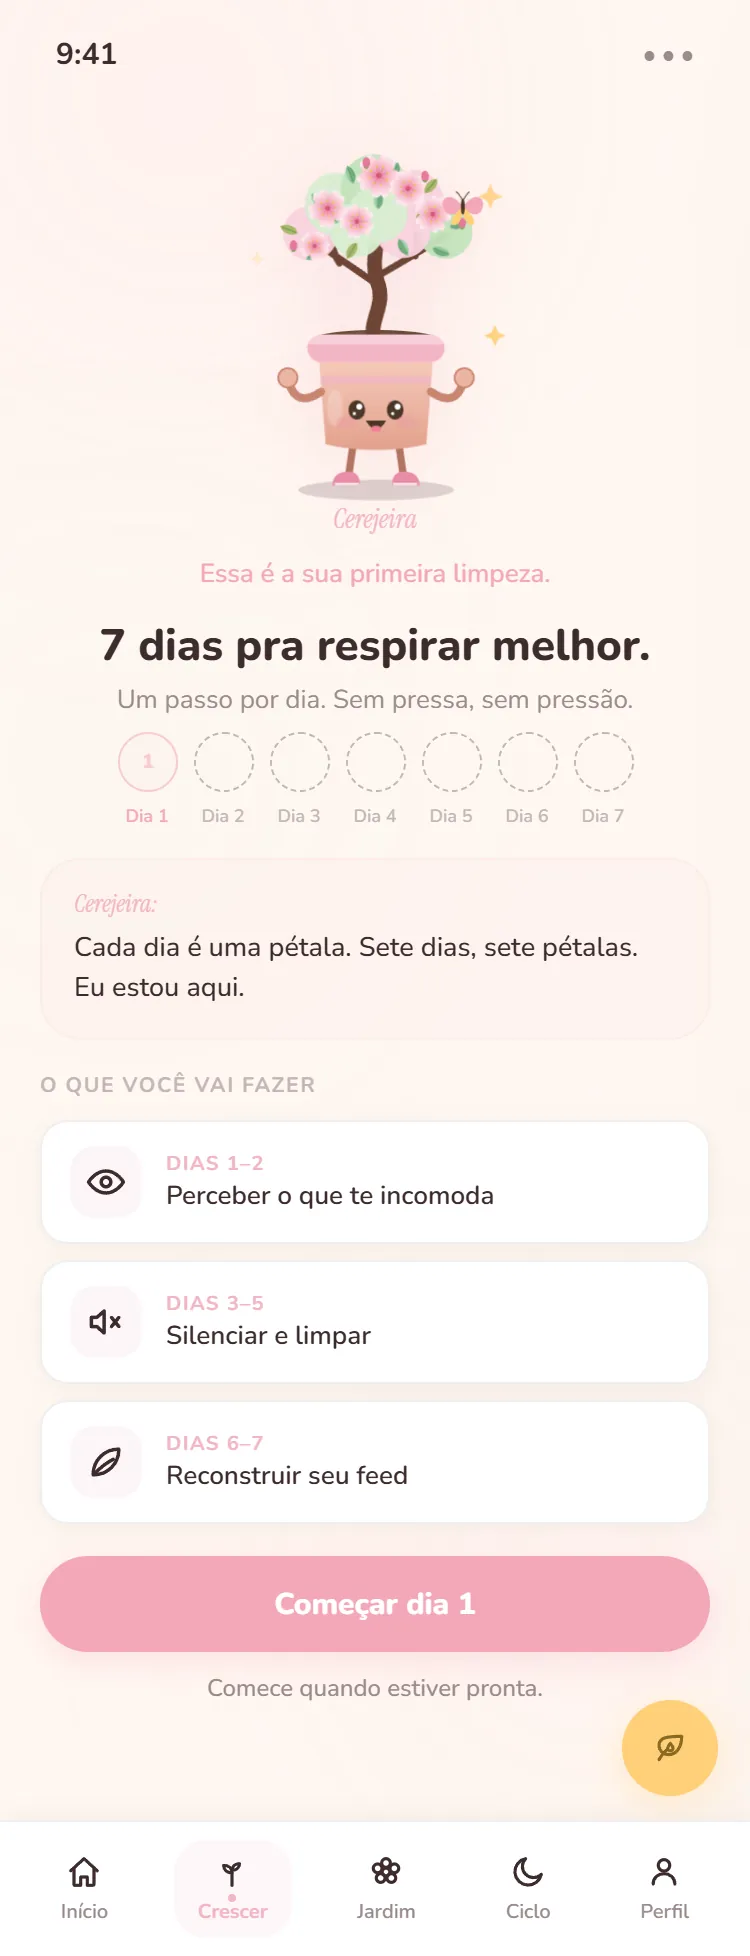 9:41
Cerejeira
Essa é a sua primeira limpeza.
7 dias pra respirar melhor.
Um passo por dia. Sem pressa, sem pressão.
1
Dia 1 Dia 2 Dia 3 Dia 4 Dia 5 Dia 6 Dia 7
Cerejeira:
Cada dia é uma pétala. Sete dias, sete pétalas.
Eu estou aqui.
O QUE VOCÊ VAI FAZER
DIAS 1–2
Perceber o que te incomoda
DIAS 3–5
Silenciar e limpar
DIAS 6–7
Reconstruir seu feed
Começar dia 1
Comece quando estiver pronta.
Início Crescer Jardim Ciclo Perfil